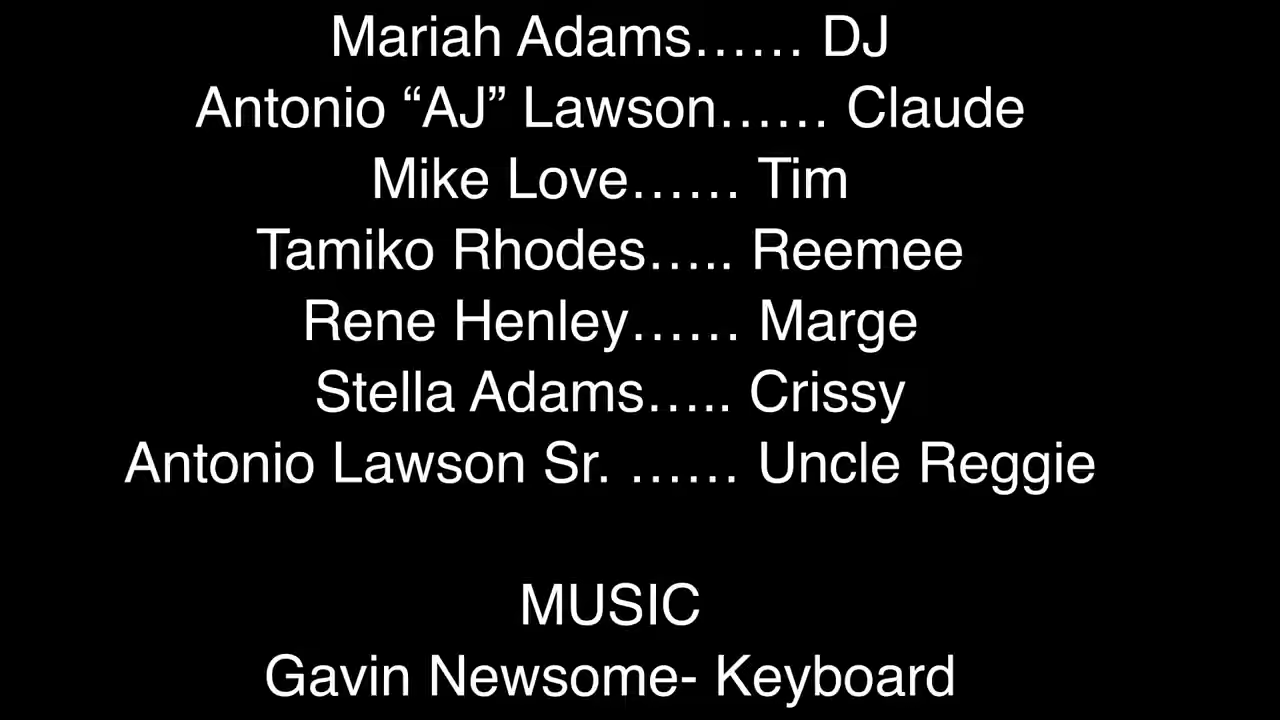 Mariah Adams…… DJ
Antonio “AJ” Lawson…… Claude
Mike Love…… Tim
Tamiko Rhodes….. Reemee
Rene Henley…… Marge
Stella Adams….. Crissy
Antonio Lawson Sr. …… Uncle Reggie
MUSIC
Gavin Newsome- Keyboard